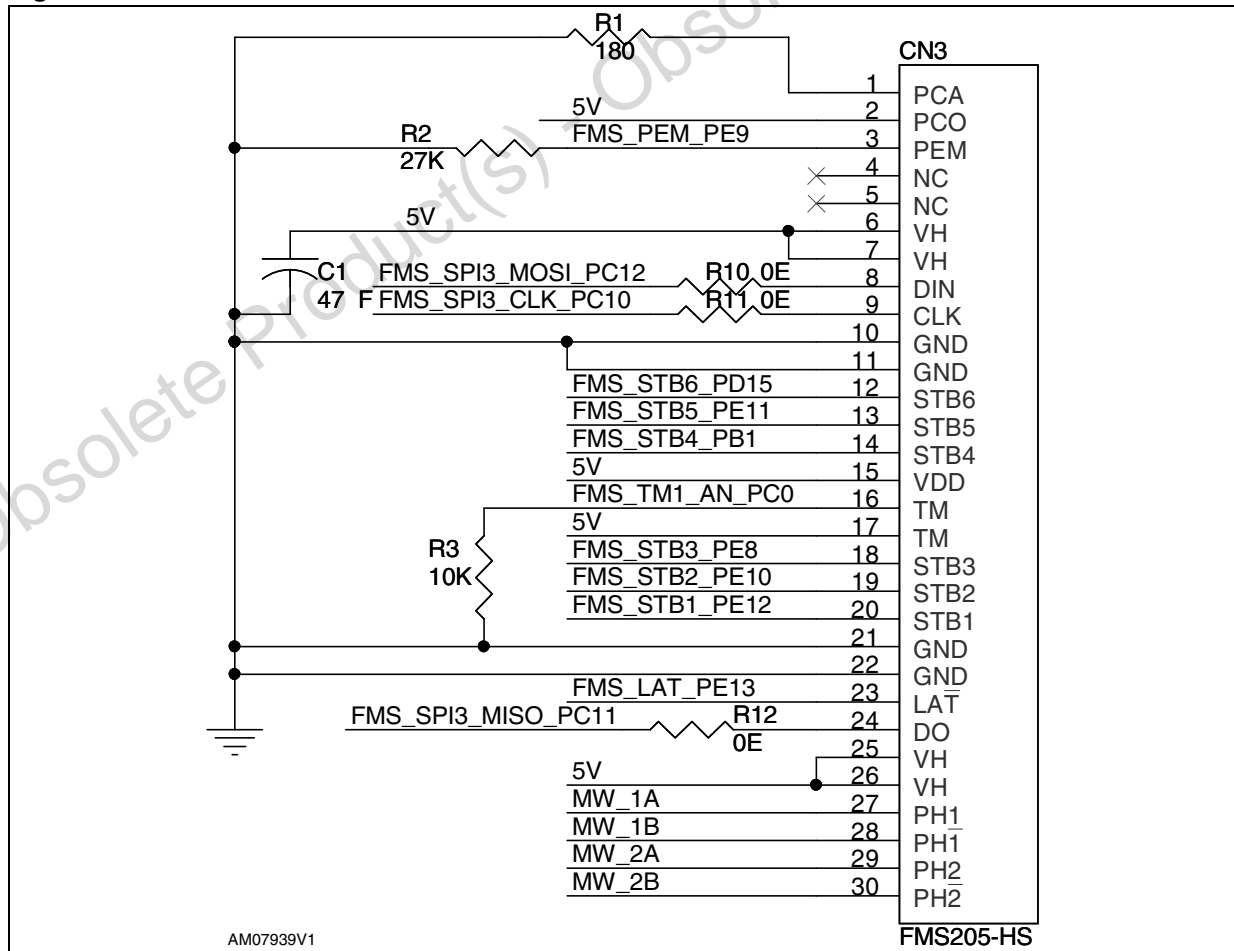 R1
180
CN3
1
PCA
5V
2
PCO
R2
27K
FMS_PEM_PE9
3
PEM
4
NC
5
NC
5V
6
VH
7
VH
C1
47 F
FMS_SPI3_MOSI_PC12
R10 0E
8
DIN
FMS_SPI3_CLK_PC10
R11 0E
9
CLK
10
GND
11
GND
FMS_STB6_PD15
12
STB6
FMS_STB5_PE11
13
STB5
FMS_STB4_PB1
14
STB4
5V
15
VDD
FMS_TM1_AN_PC0
16
TM
5V
17
TM
R3
10K
FMS_STB3_PE8
18
STB3
FMS_STB2_PE10
19
STB2
FMS_STB1_PE12
20
STB1
21
GND
22
GND
FMS_LAT_PE13
23
LAT
FMS_SPI3_MISO_PC11
R12
0E
24
DO
25
VH
5V
26
VH
MW_1A
27
PH1
MW_1B
28
PH1
MW_2A
29
PH2
MW_2B
30
PH2
AM07939V1
FMS205-HS
Obsolete Product(s) - Obsol